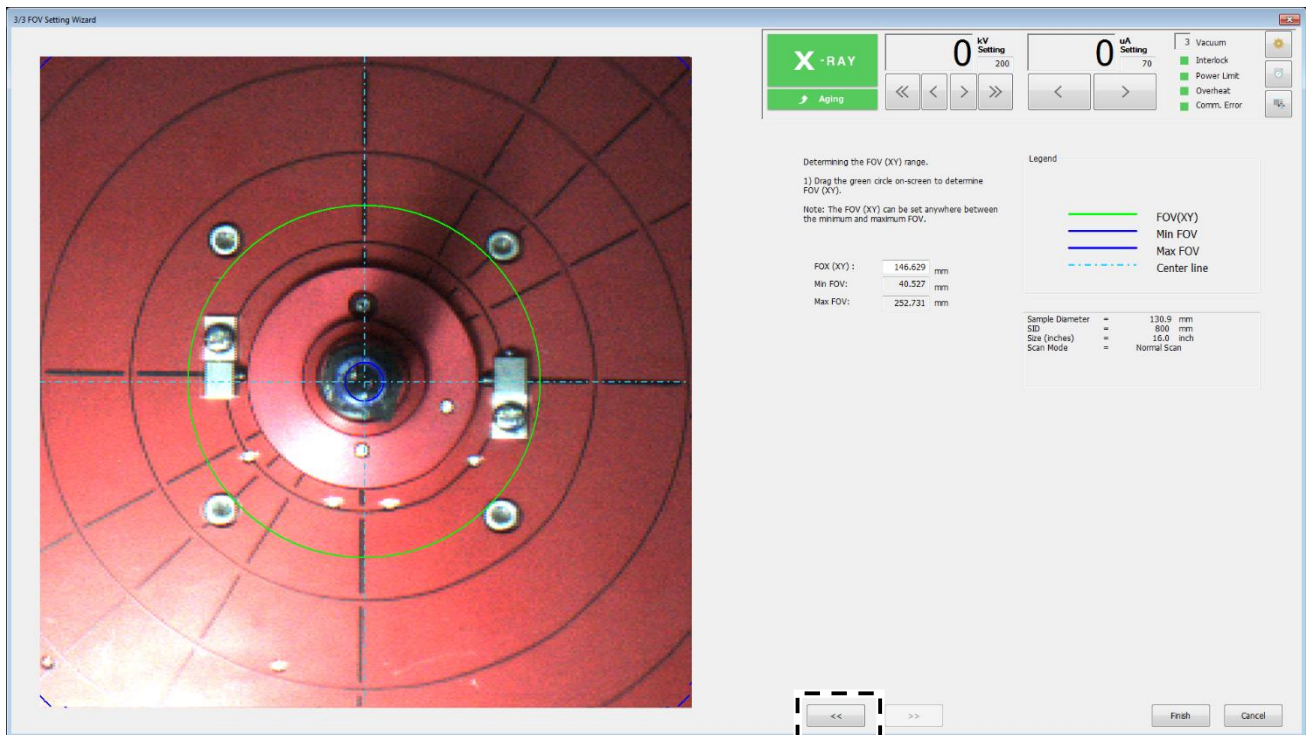 3/3 FOV Setting Wizard
X -RAY
Aging
0 kV
Setting
200
<< < > >>
0 uA
Setting
70
< >
3 Vacuum
Interlock
Power Limit
Overheat
Comm. Error
Determining the FOV (XY) range.
1) Drag the green circle on-screen to determine
FOV (XY).
Note: The FOV (XY) can be set anywhere between
the minimum and maximum FOV.
FOX (XY) : 146.629 mm
Min FOV: 40.527 mm
Max FOV: 252.731 mm
Legend
FOV(XY)
Min FOV
Max FOV
Center line
Sample Diameter = 130.9 mm
SID = 800 mm
Size (inches) = 16.0 inch
Scan Mode = Normal Scan
<< >> Finish Cancel